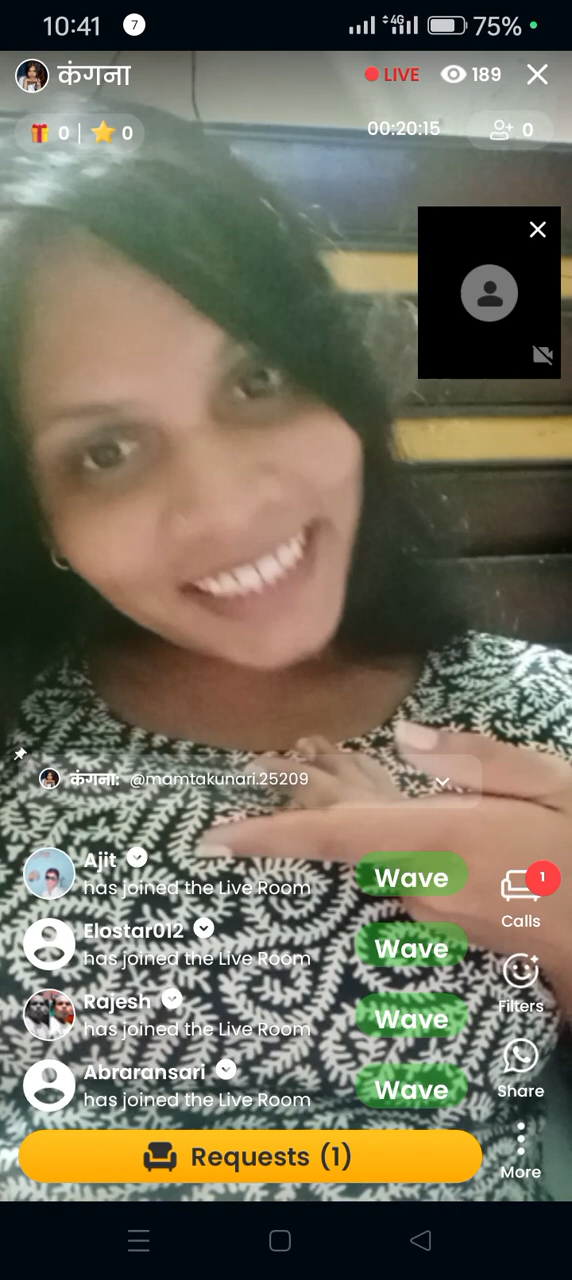 10:41 7 4G 75%
कंगना LIVE 189
0 | 0 00:20:15 0
कंगना: @mamtakunari.25209
Ajit
has joined the Live Room
Wave
1
Calls
Elostar012
has joined the Live Room
Wave
Filters
Rajesh
has joined the Live Room
Wave
Abraransari
has joined the Live Room
Wave
Share
Requests (1)
More